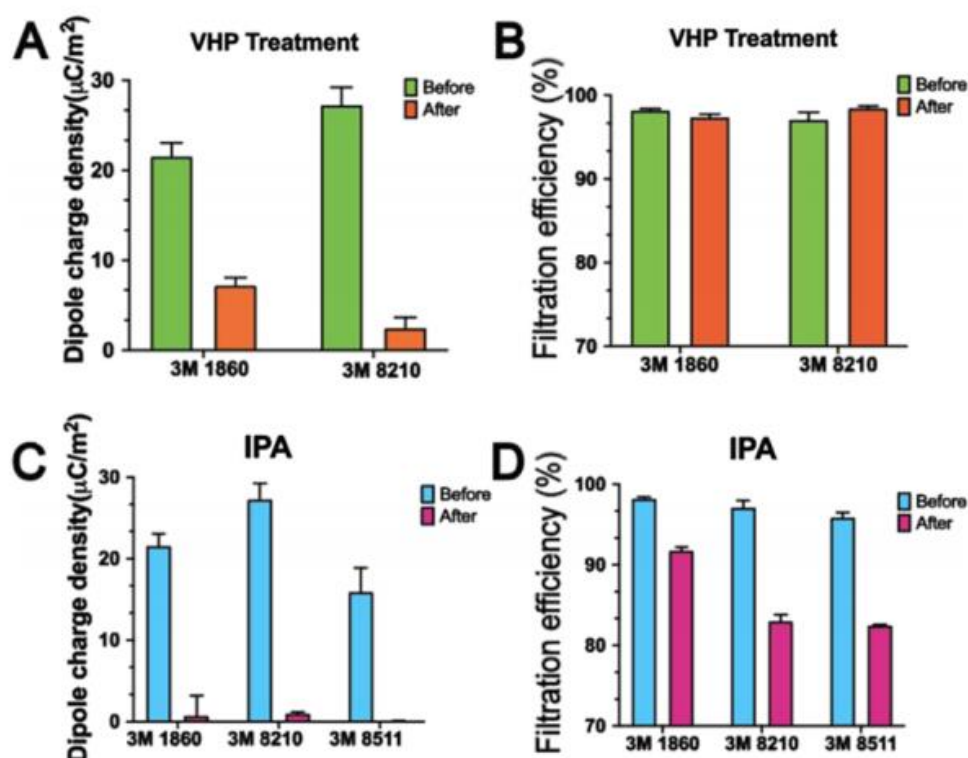 A
VHP Treatment
Dipole charge density(μC/m²)
30
20
10
0
Before
After
3M 1860
3M 8210
B
VHP Treatment
Filtration efficiency (%)
100
90
80
70
Before
After
3M 1860
3M 8210
C
IPA
Dipole charge density(μC/m²)
30
20
10
0
Before
After
3M 1860
3M 8210
3M 8511
D
IPA
Filtration efficiency (%)
100
90
80
70
Before
After
3M 1860
3M 8210
3M 8511